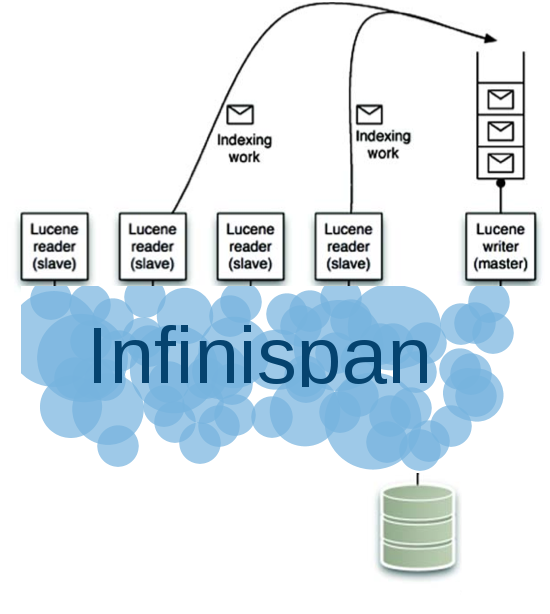 Indexing
work
Indexing
work
Lucene
reader
(slave)
Lucene
reader
(slave)
Lucene
reader
(slave)
Lucene
reader
(slave)
Lucene
writer
(master)
Infinispan